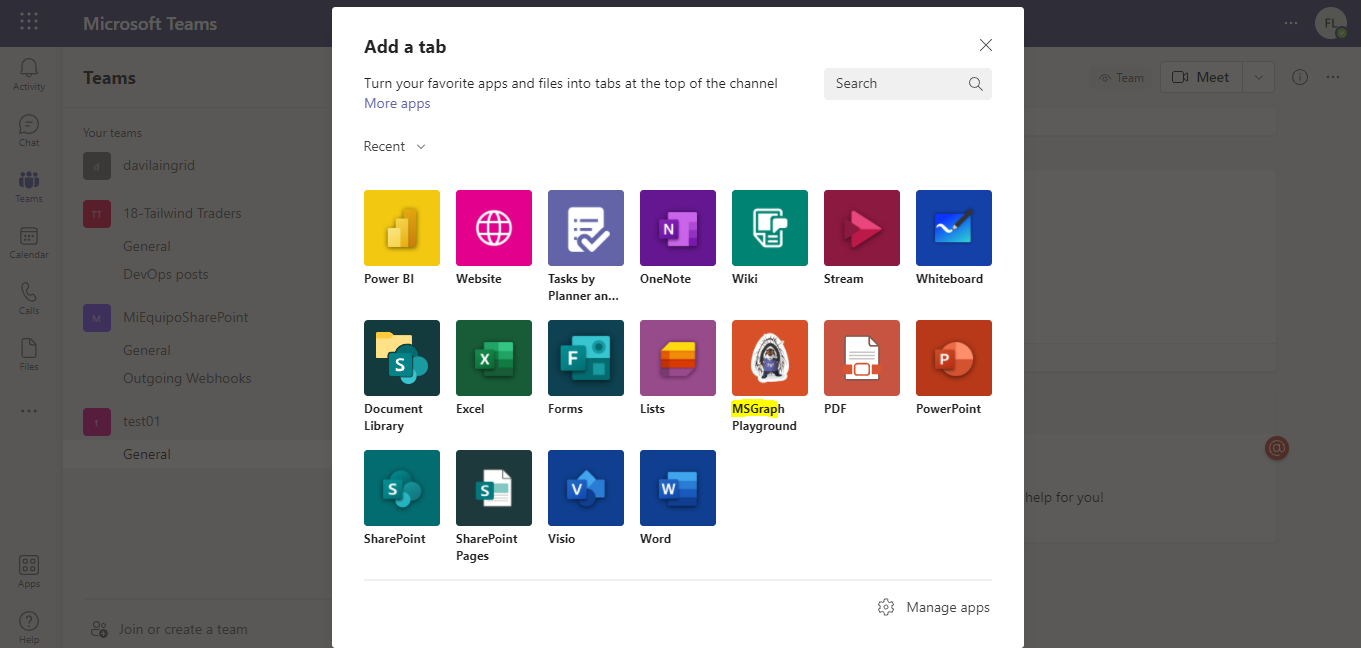 Microsoft Teams
FL
Activity
Chat
Teams
Calendar
Calls
Files
Apps
Help
Teams
Your teams
d
davilaingrid
TT
18-Tailwind Traders
General
DevOps posts
M
MiEquipoSharePoint
General
Outgoing Webhooks
t
test01
General
Join or create a team
Team
Meet
Add a tab
Turn your favorite apps and files into tabs at the top of the channel
More apps
Search
Recent
Power BI
Website
Tasks by
Planner an...
N
OneNote
Wiki
Stream
Whiteboard
S
Document
Library
X
Excel
F
Forms
Lists
MSGraph
Playground
PDF
P
PowerPoint
S
SharePoint
S
SharePoint
Pages
V
Visio
W
Word
Manage apps
help for you!